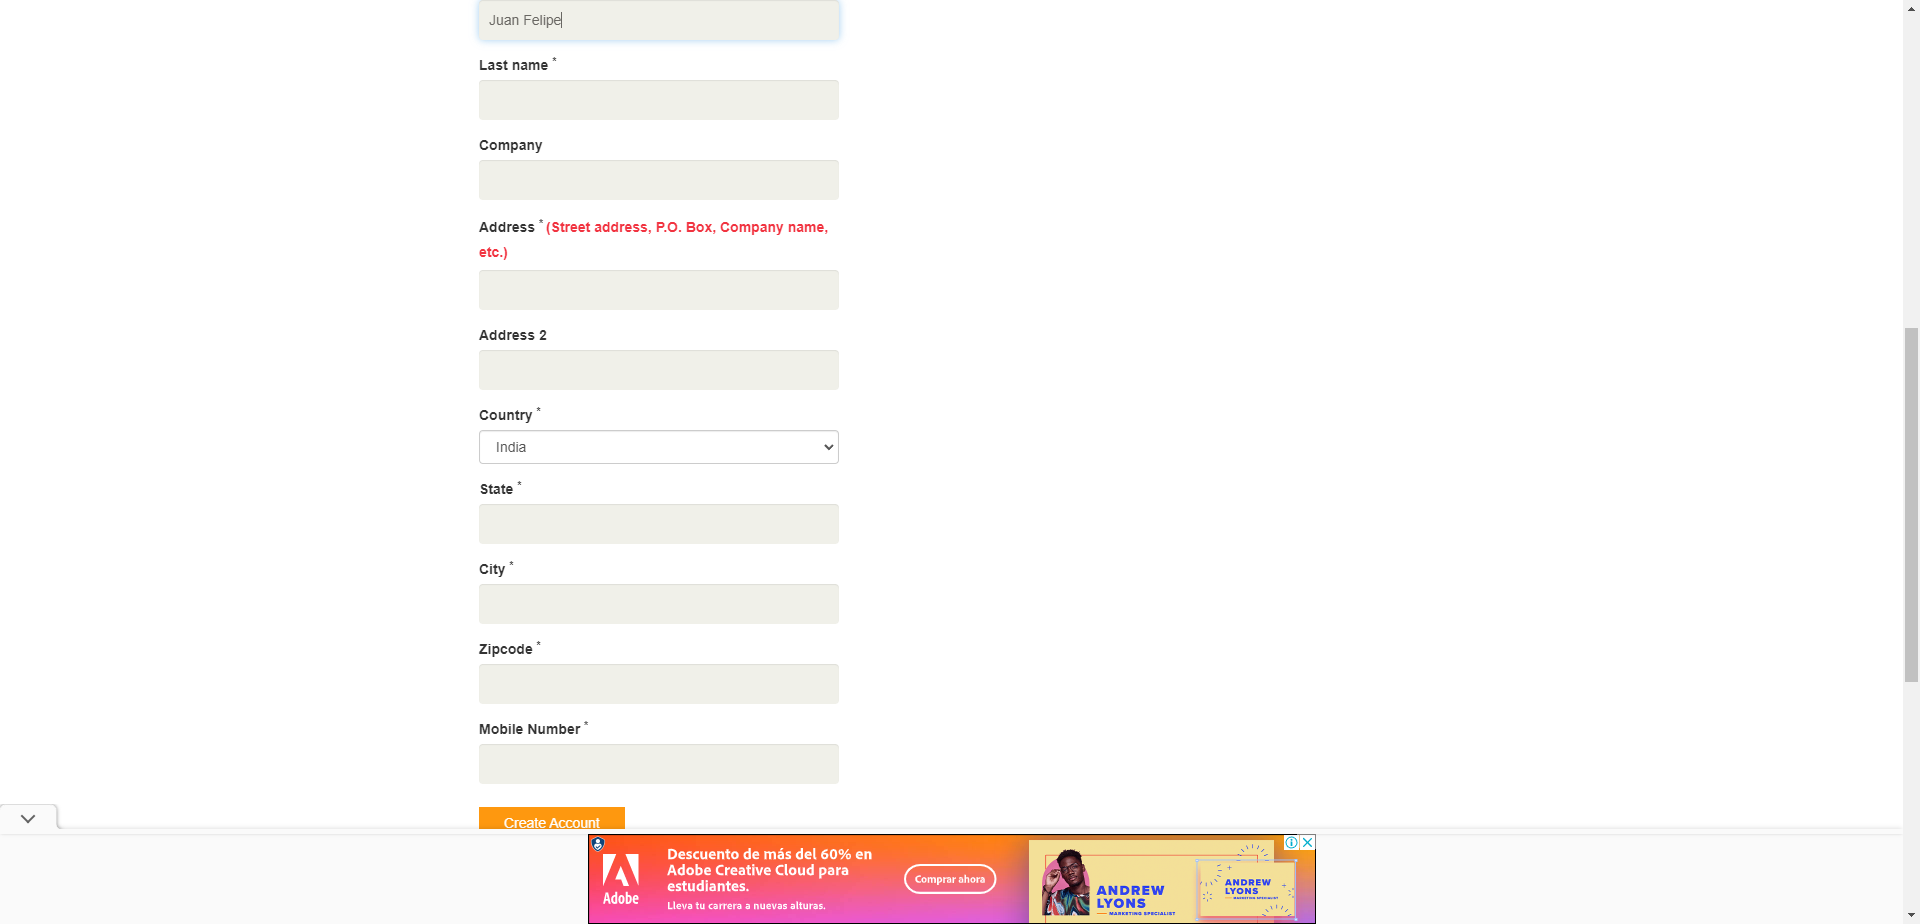 Juan Felipe
Last name *
Company
Address * (Street address, P.O. Box, Company name,
etc.)
Address 2
Country *
India
State *
City *
Zipcode *
Mobile Number *
Create Account
Adobe
Descuento de más del 60% en
Adobe Creative Cloud para
estudiantes.
Lleva tu carrera a nuevas alturas.
Comprar ahora
ANDREW
LYONS
MARKETING SPECIALIST
ANDREW
LYONS
MARKETING SPECIALIST